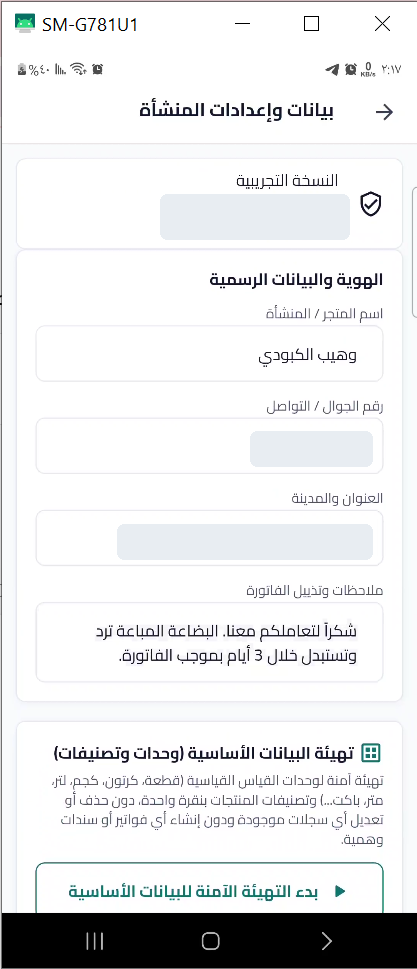 SM-G781U1
٢:١٧
0
KB/s
%٤٠
بيانات وإعدادات المنشأة
النسخة التجريبية
الهوية والبيانات الرسمية
اسم المتجر / المنشأة
وهيب الكبودي
رقم الجوال / التواصل
العنوان والمدينة
ملاحظات وتذييل الفاتورة
شكراً لتعاملكم معنا. البضاعة المباعة ترد
وتستبدل خلال 3 أيام بموجب الفاتورة.
تهيئة البيانات الأساسية (وحدات وتصنيفات)
تهيئة آمنة لوحدات القياس القياسية (قطعة، كرتون، كجم، لتر،
متر، باكت...) وتصنيفات المنتجات بنقرة واحدة، دون حذف أو
تعديل أي سجلات موجودة ودون إنشاء أي فواتير أو سندات
وهمية.
بدء التهيئة الآمنة للبيانات الأساسية